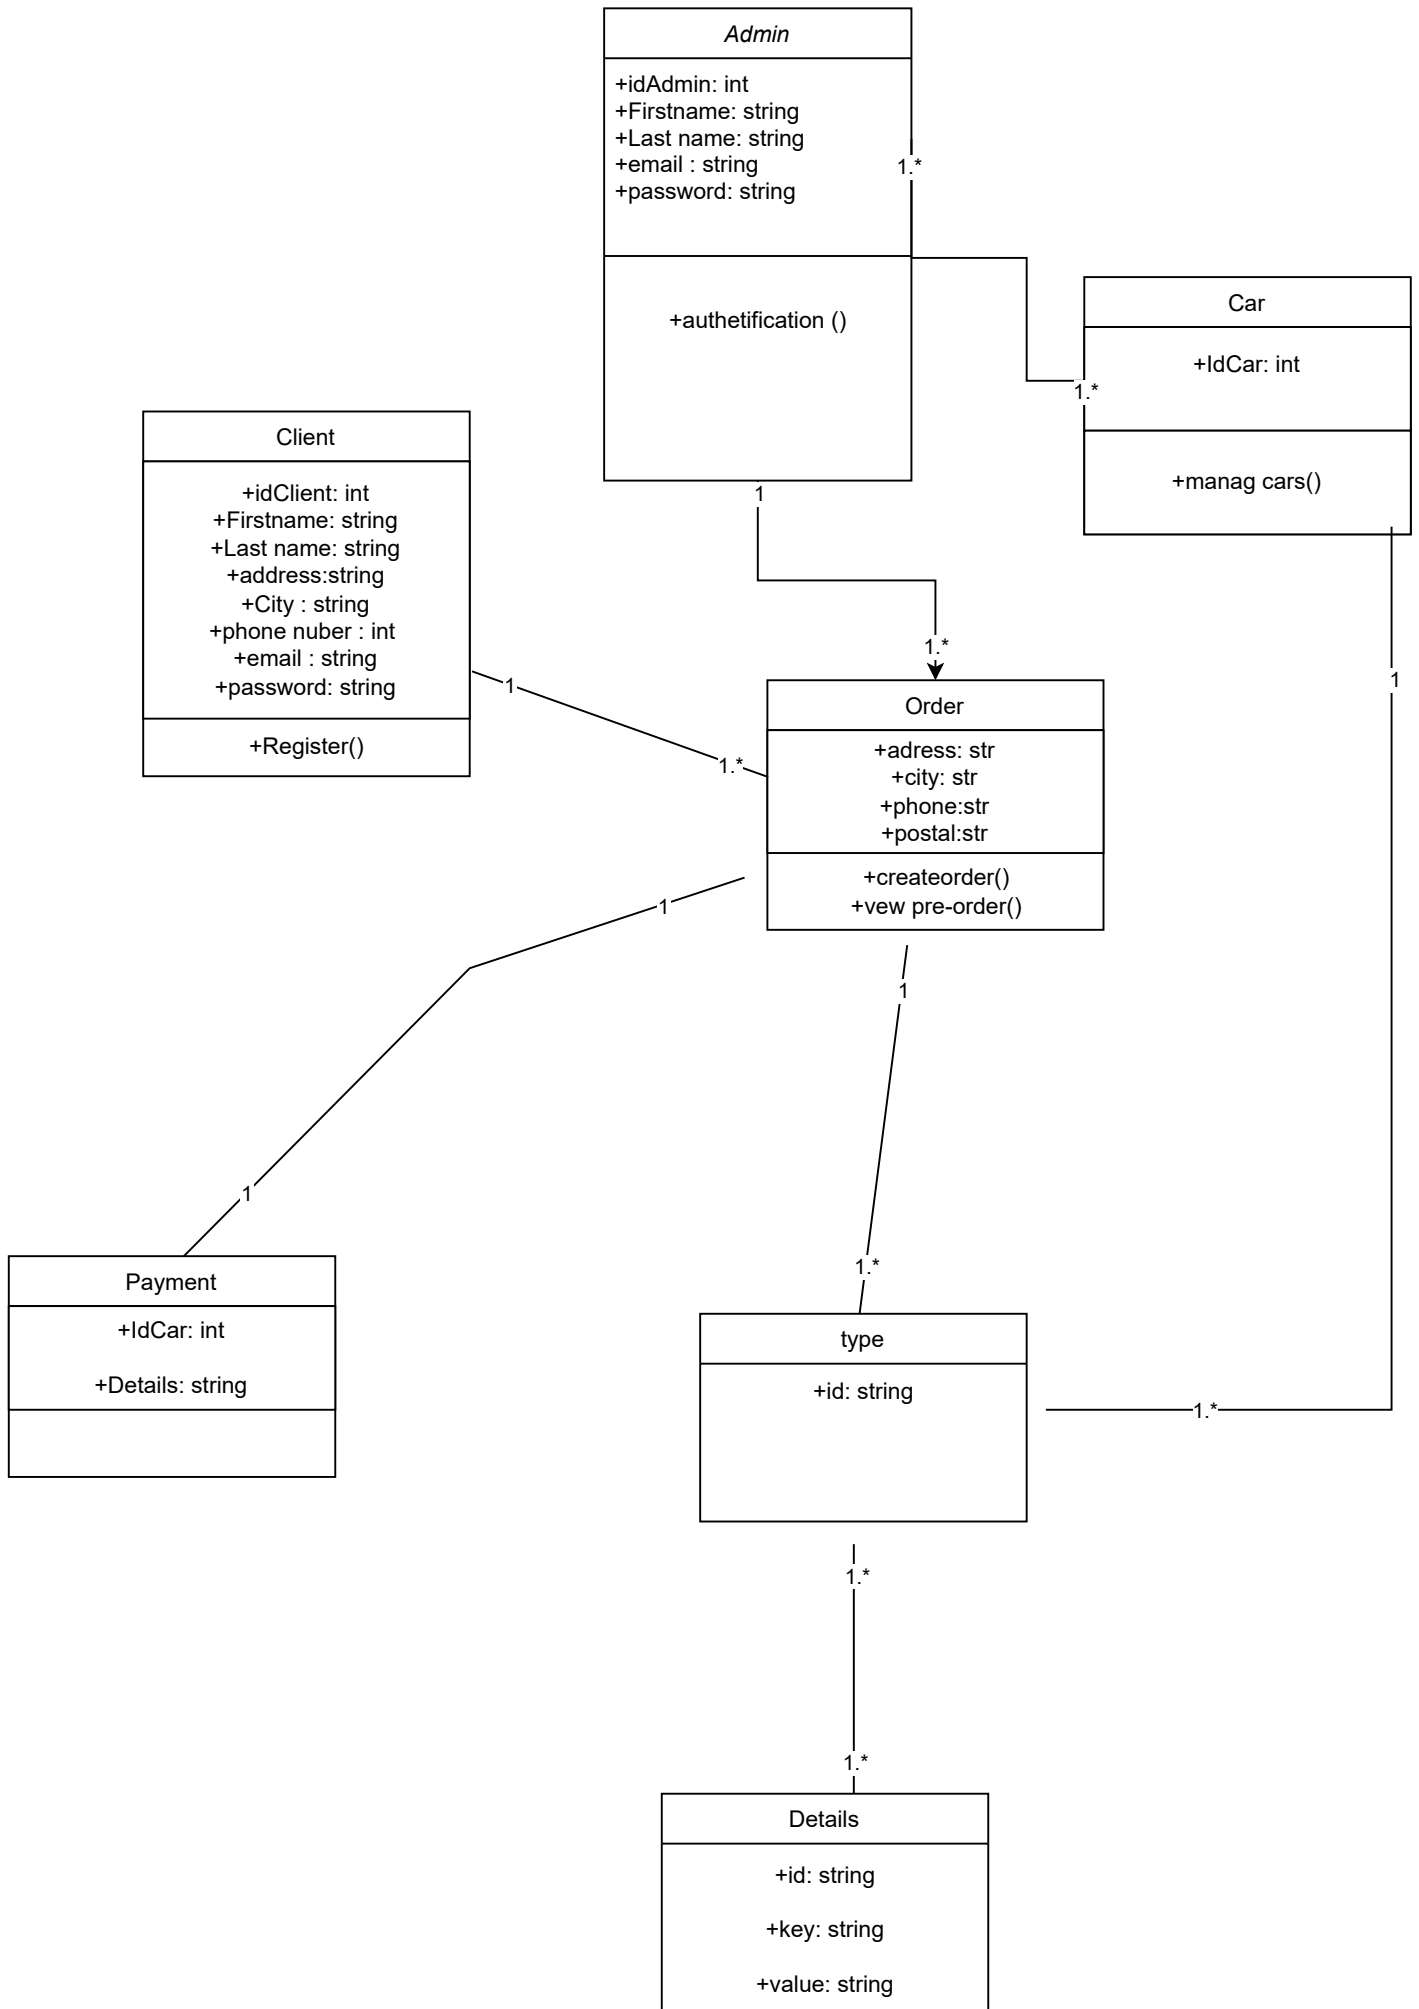 Admin
+idAdmin: int
+Firstname: string
+Last name: string
+email : string
+password: string
1.*
+authetification ()
Car
+IdCar: int
1.*
+manag cars()
Client
+idClient: int
+Firstname: string
+Last name: string
+address:string
+City : string
+phone nuber : int
+email : string
+password: string
+Register()
1
1.*
1
1
1.*
Order
+adress: str
+city: str
+phone:str
+postal:str
+createorder()
+vew pre-order()
1
1
1
1.*
Payment
+IdCar: int
+Details: string
type
+id: string
1.*
1.*
1.*
Details
+id: string
+key: string
+value: string